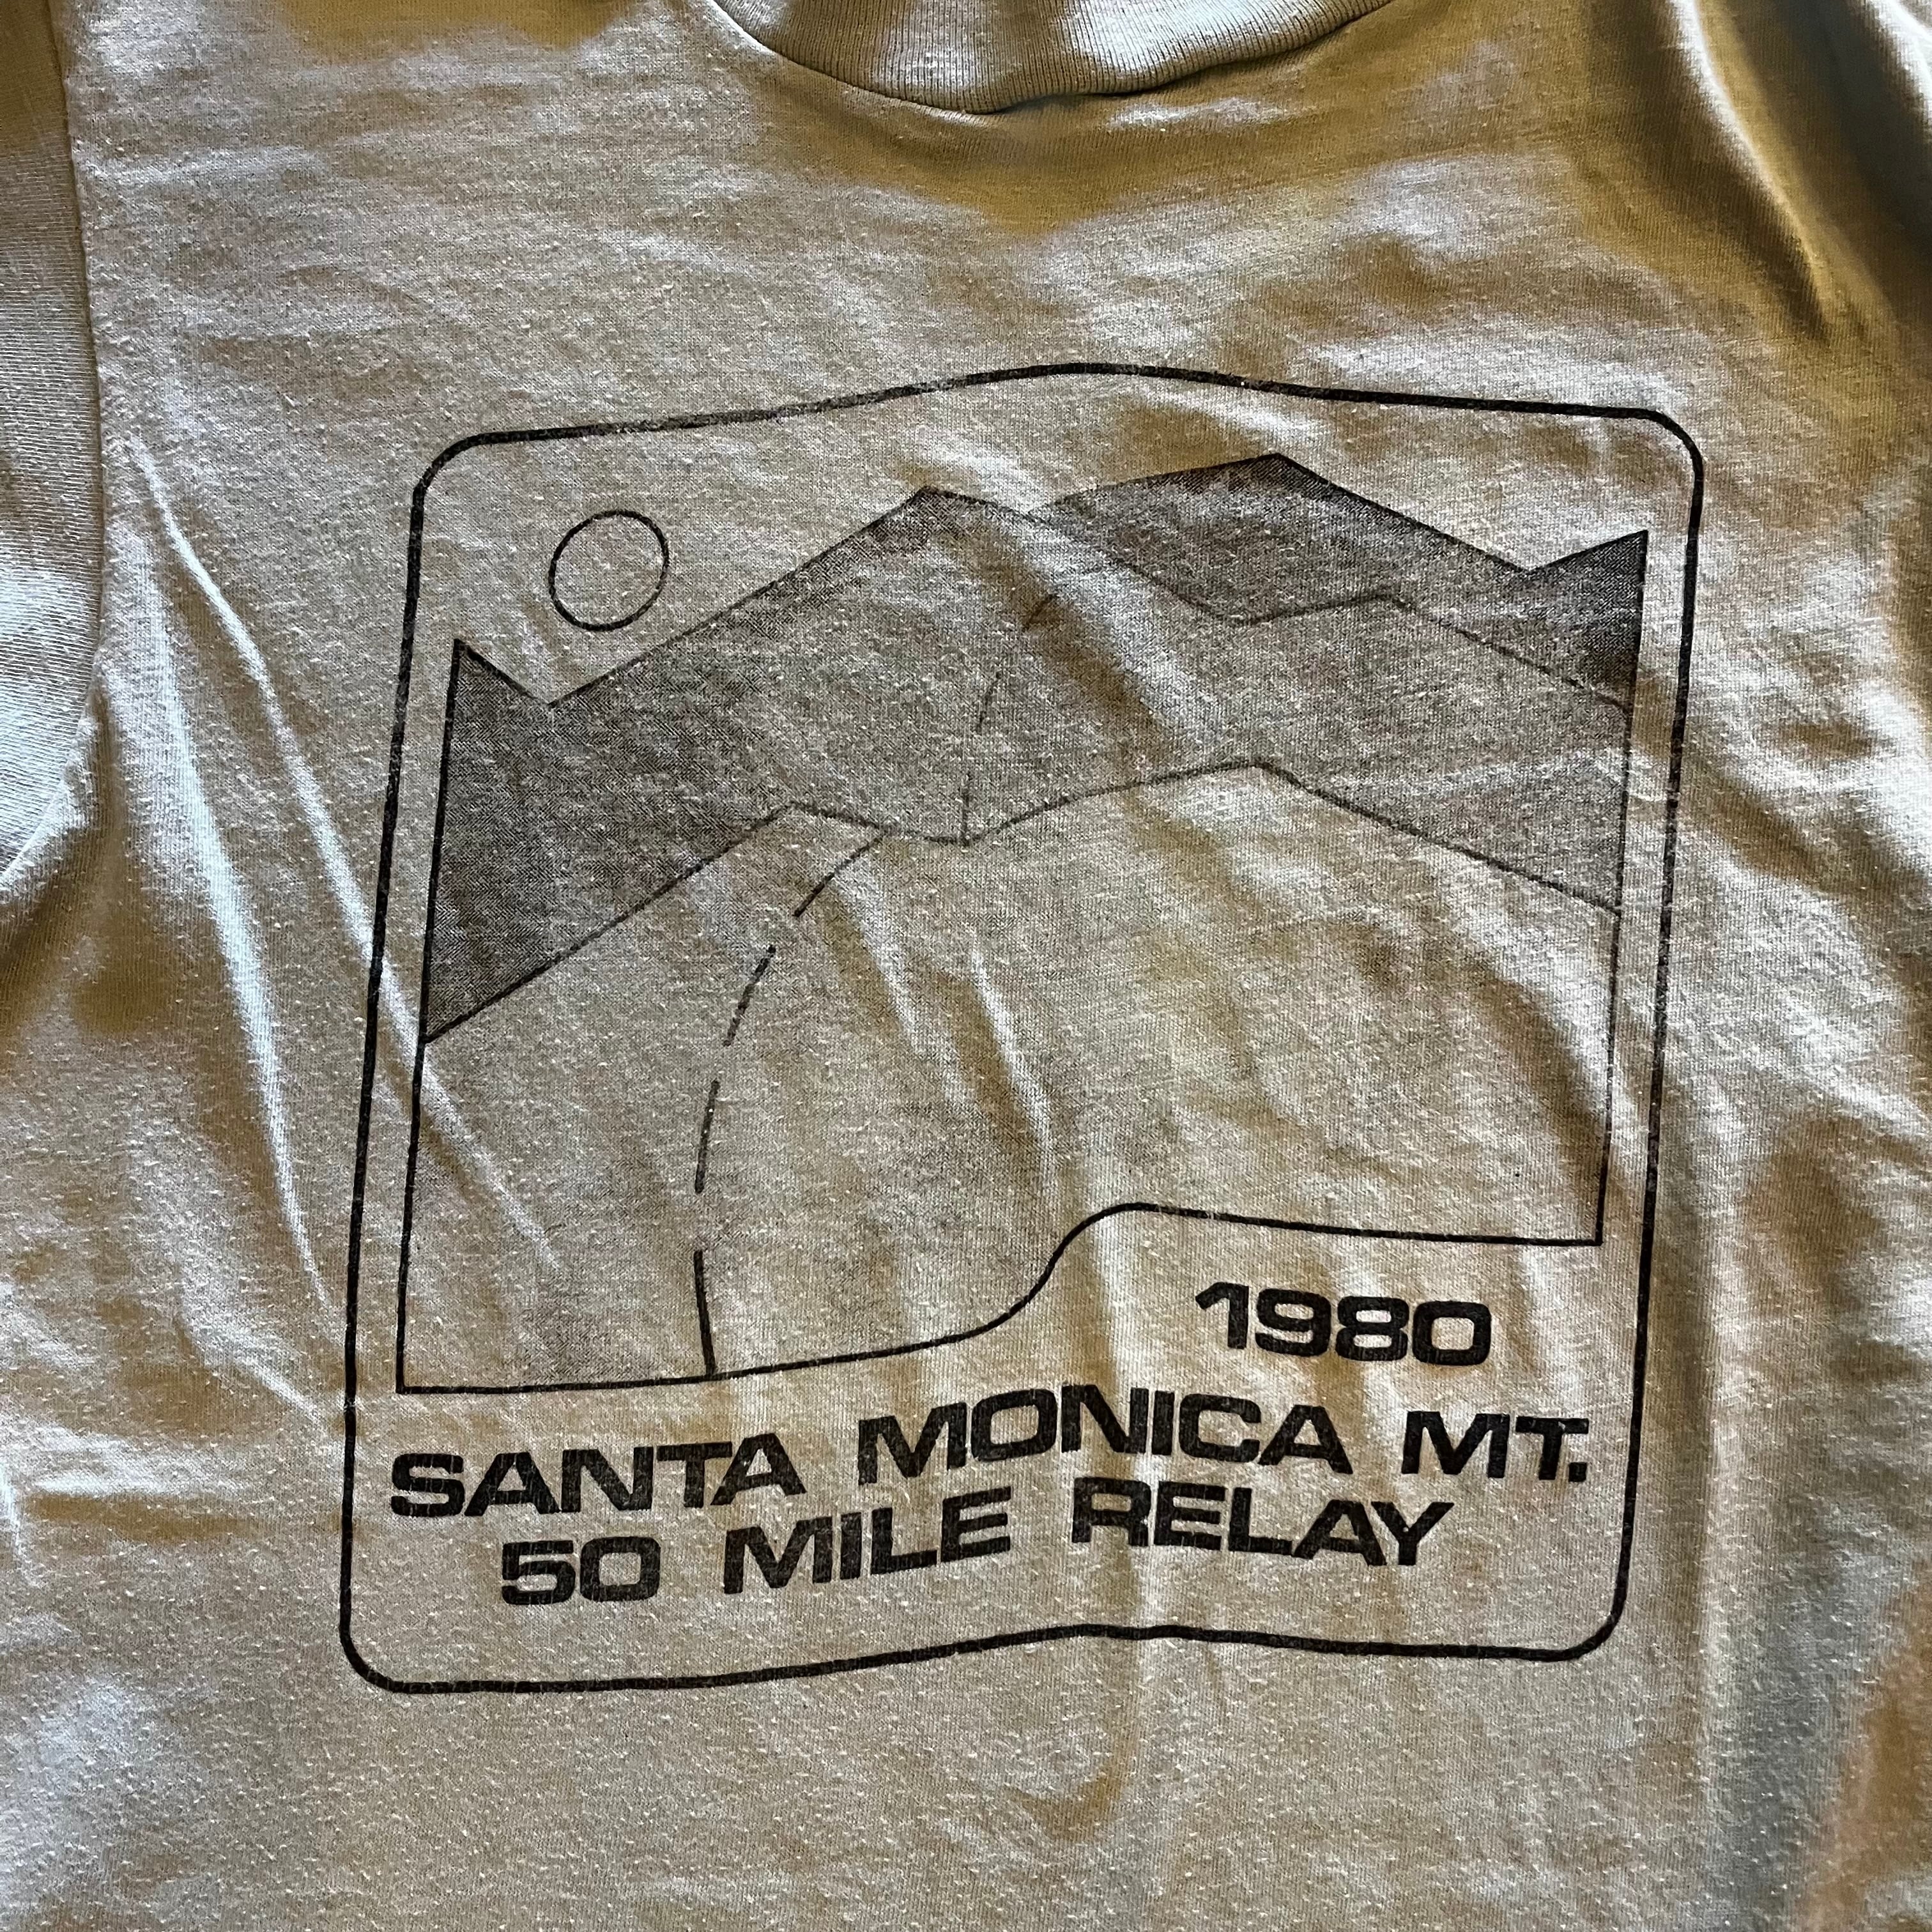 1980
SANTA MONICA MT.
50 MILE RELAY